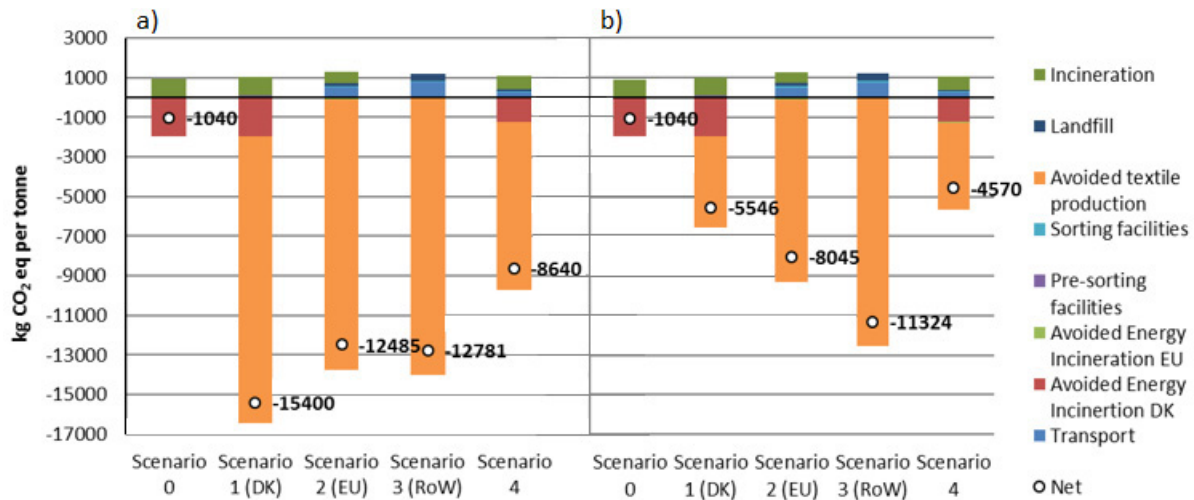 a)
b)
kg CO2 eq per tonne
3000
1000
-1000
-3000
-5000
-7000
-9000
-11000
-13000
-15000
-17000
-1040
-15400
-12485
-12781
-8640
-1040
-5546
-8045
-11324
-4570
Scenario
0
Scenario
1 (DK)
Scenario
2 (EU)
Scenario
3 (RoW)
Scenario
4
Scenario
0
Scenario
1 (DK)
Scenario
2 (EU)
Scenario
3 (RoW)
Scenario
4
Incineration
Landfill
Avoided textile
production
Sorting facilities
Pre-sorting
facilities
Avoided Energy
Incineration EU
Avoided Energy
Incinertion DK
Transport
Net